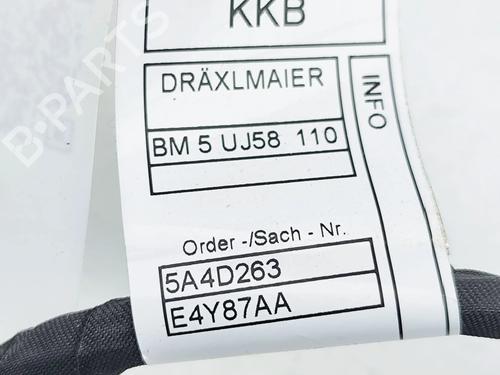 KKB
DRÄXLMAIER
BM 5 UJ58 110
INFO
Order -/Sach - Nr.
5A4D263
E4Y87AA
B-PARTS